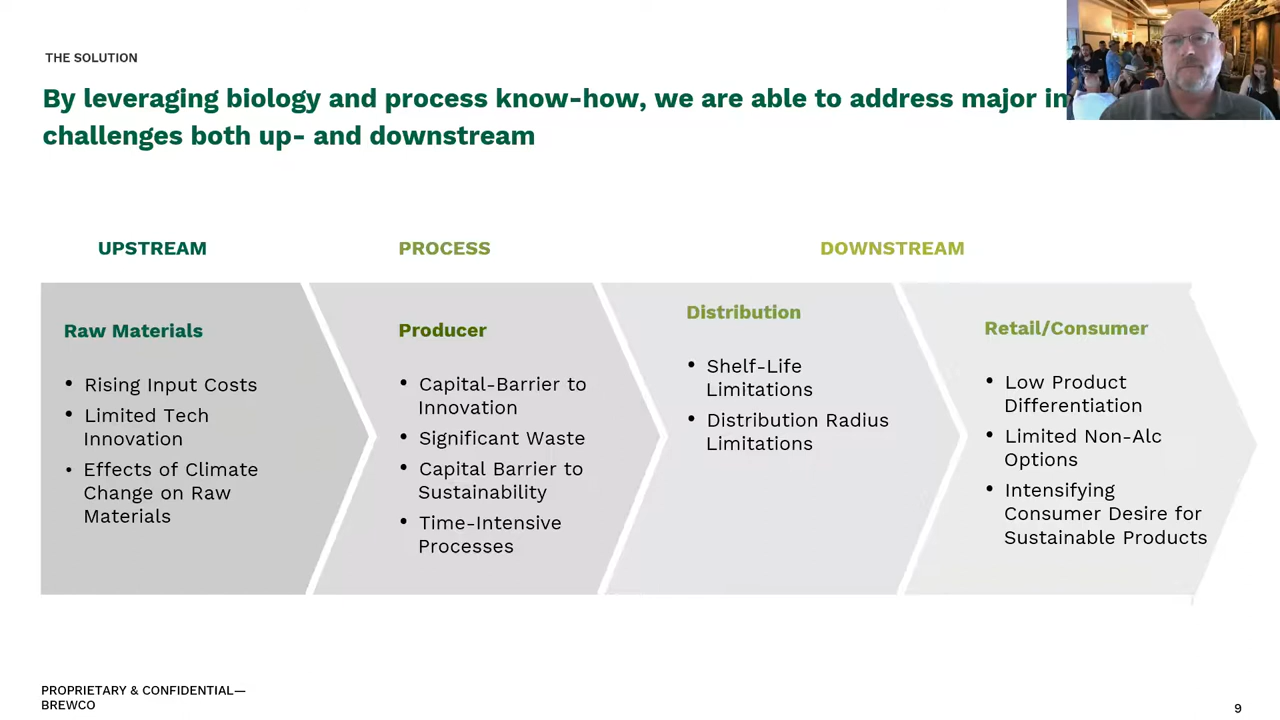 THE SOLUTION
By leveraging biology and process know-how, we are able to address major in
challenges both up- and downstream
UPSTREAM
PROCESS
DOWNSTREAM
Raw Materials
• Rising Input Costs
• Limited Tech
Innovation
• Effects of Climate
Change on Raw
Materials
Producer
• Capital-Barrier to
Innovation
• Significant Waste
• Capital Barrier to
Sustainability
• Time-Intensive
Processes
Distribution
• Shelf-Life
Limitations
• Distribution Radius
Limitations
Retail/Consumer
• Low Product
Differentiation
• Limited Non-Alc
Options
• Intensifying
Consumer Desire for
Sustainable Products
PROPRIETARY & CONFIDENTIAL—
BREWCO
9